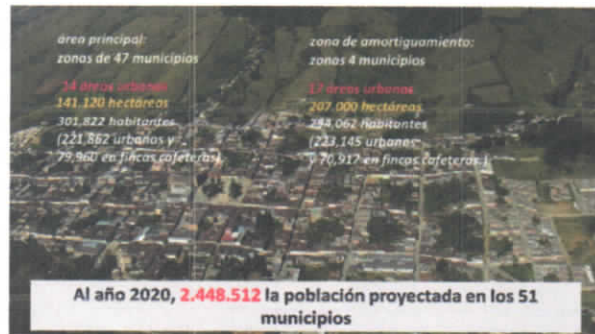 área principal:
zonas de 47 municipios
14 áreas urbanas
141.120 hectáreas
301,822 habitantes
(221,862 urbanos y
79,960 en fincas cafeteras)
zona de amortiguamiento:
zonas 4 municipios
17 áreas urbanas
207.000 hectáreas
294,062 habitantes
(223,145 urbanos
y 70,917 en fincas cafeteras )
Al año 2020, 2.448.512 la población proyectada en los 51
municipios